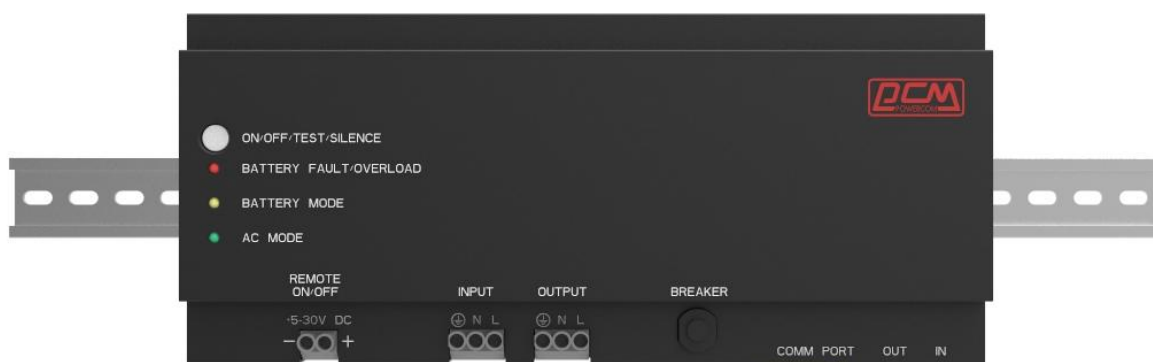 PCM
POWERCOM
ON/OFF/TEST/SILENCE
BATTERY FAULT/OVERLOAD
BATTERY MODE
AC MODE
REMOTE
ON/OFF
INPUT
OUTPUT
BREAKER
+5-30V DC
N L
N L
− +
COMM PORT
OUT
IN